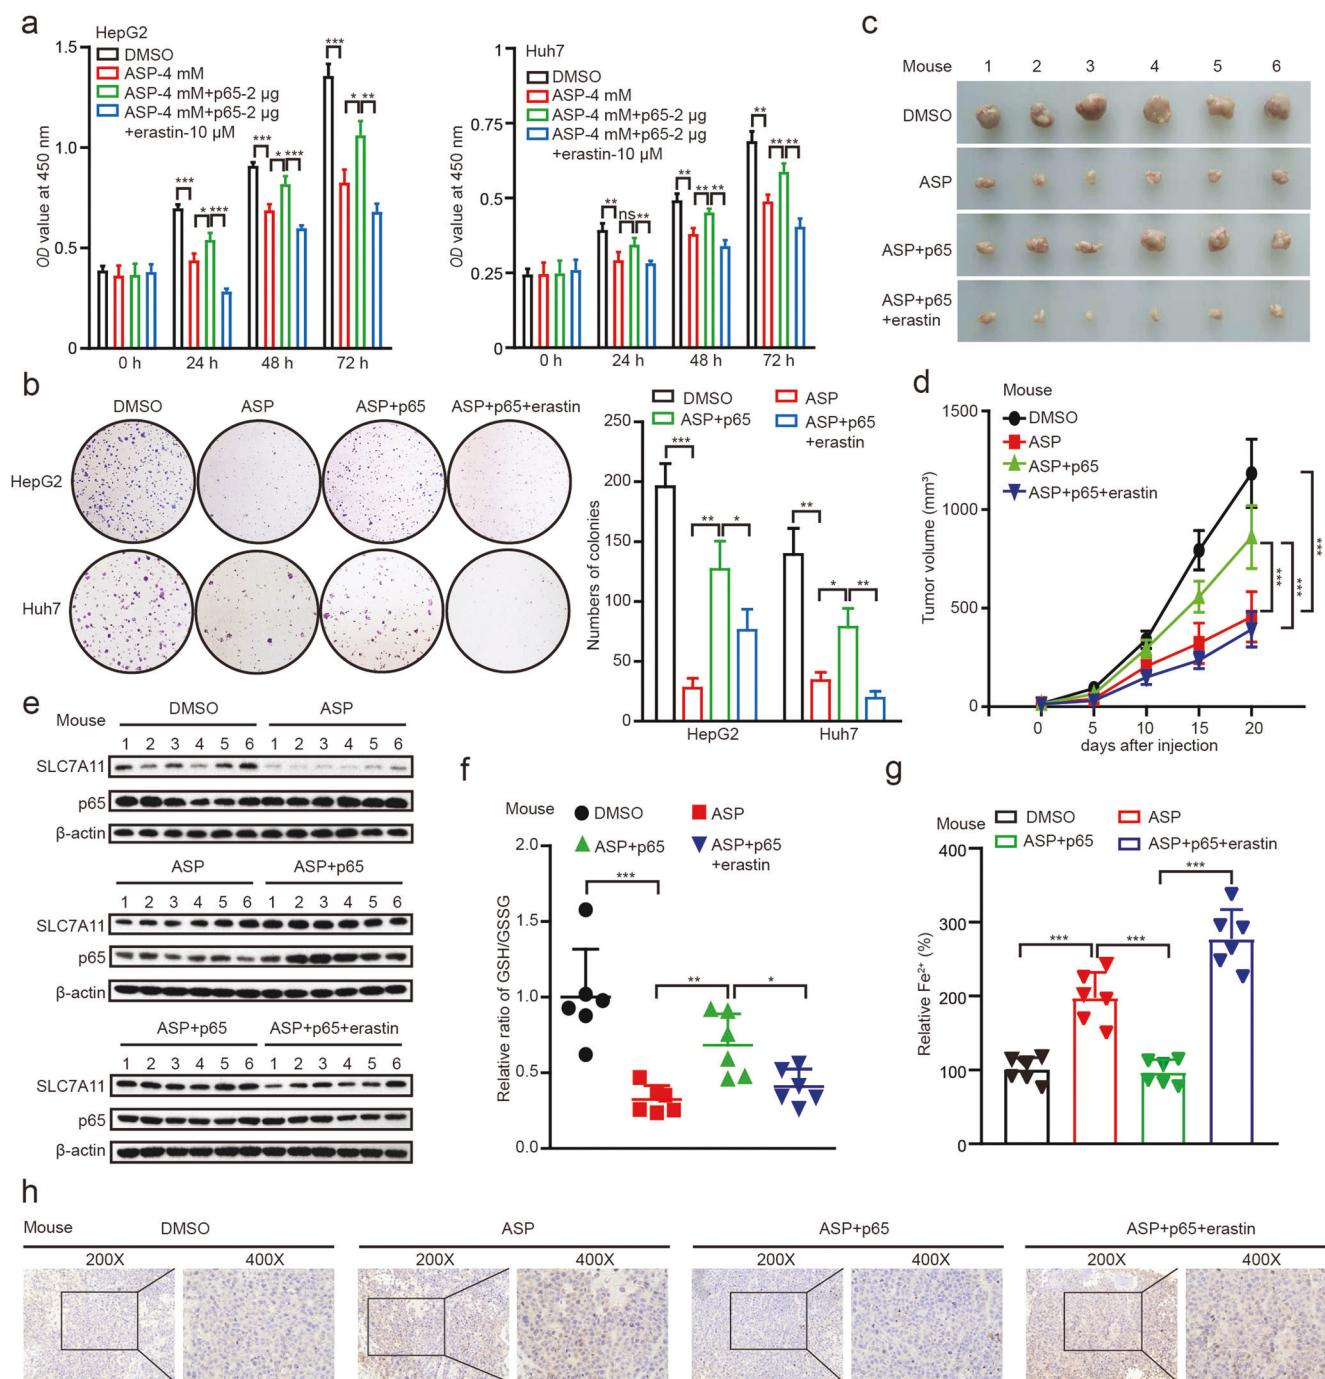 a
HepG2
DMSO
ASP-4 mM
ASP-4 mM+p65-2 µg
ASP-4 mM+p65-2 µg
+erastin-10 µM
OD value at 450 nm
1.5
1.0
0.5
0
*** * **
*** * ***
*** * ***
0 h 24 h 48 h 72 h
Huh7
DMSO
ASP-4 mM
ASP-4 mM+p65-2 µg
ASP-4 mM+p65-2 µg
+erastin-10 µM
OD value at 450 nm
1
0.75
0.5
0.25
0
** ** **
** ** **
** ns **
0 h 24 h 48 h 72 h
c
Mouse 1 2 3 4 5 6
DMSO
ASP
ASP+p65
ASP+p65
+erastin
b
DMSO ASP ASP+p65 ASP+p65+erastin
HepG2
Huh7
DMSO ASP
ASP+p65 ASP+p65
+erastin
Numbers of colonies
250
200
150
100
50
0
*** ** *
** * **
HepG2 Huh7
d
Mouse
DMSO
ASP
ASP+p65
ASP+p65+erastin
Tumor volume (mm³)
1500
1000
500
0
*** *** ***
0 5 10 15 20
days after injection
e
DMSO ASP
Mouse 1 2 3 4 5 6 1 2 3 4 5 6
SLC7A11
p65
β-actin
ASP ASP+p65
1 2 3 4 5 6 1 2 3 4 5 6
SLC7A11
p65
β-actin
ASP+p65 ASP+p65+erastin
1 2 3 4 5 6 1 2 3 4 5 6
SLC7A11
p65
β-actin
f
Mouse DMSO ASP
ASP+p65 ASP+p65
+erastin
Relative ratio of GSH/GSSG
2.0
1.5
1.0
0.5
0.0
*** ** *
g
Mouse DMSO ASP
ASP+p65 ASP+p65+erastin
Relative Fe²⁺ (%)
400
300
200
100
0
*** *** ***
h
Mouse DMSO ASP ASP+p65 ASP+p65+erastin
200X 400X 200X 400X 200X 400X 200X 400X